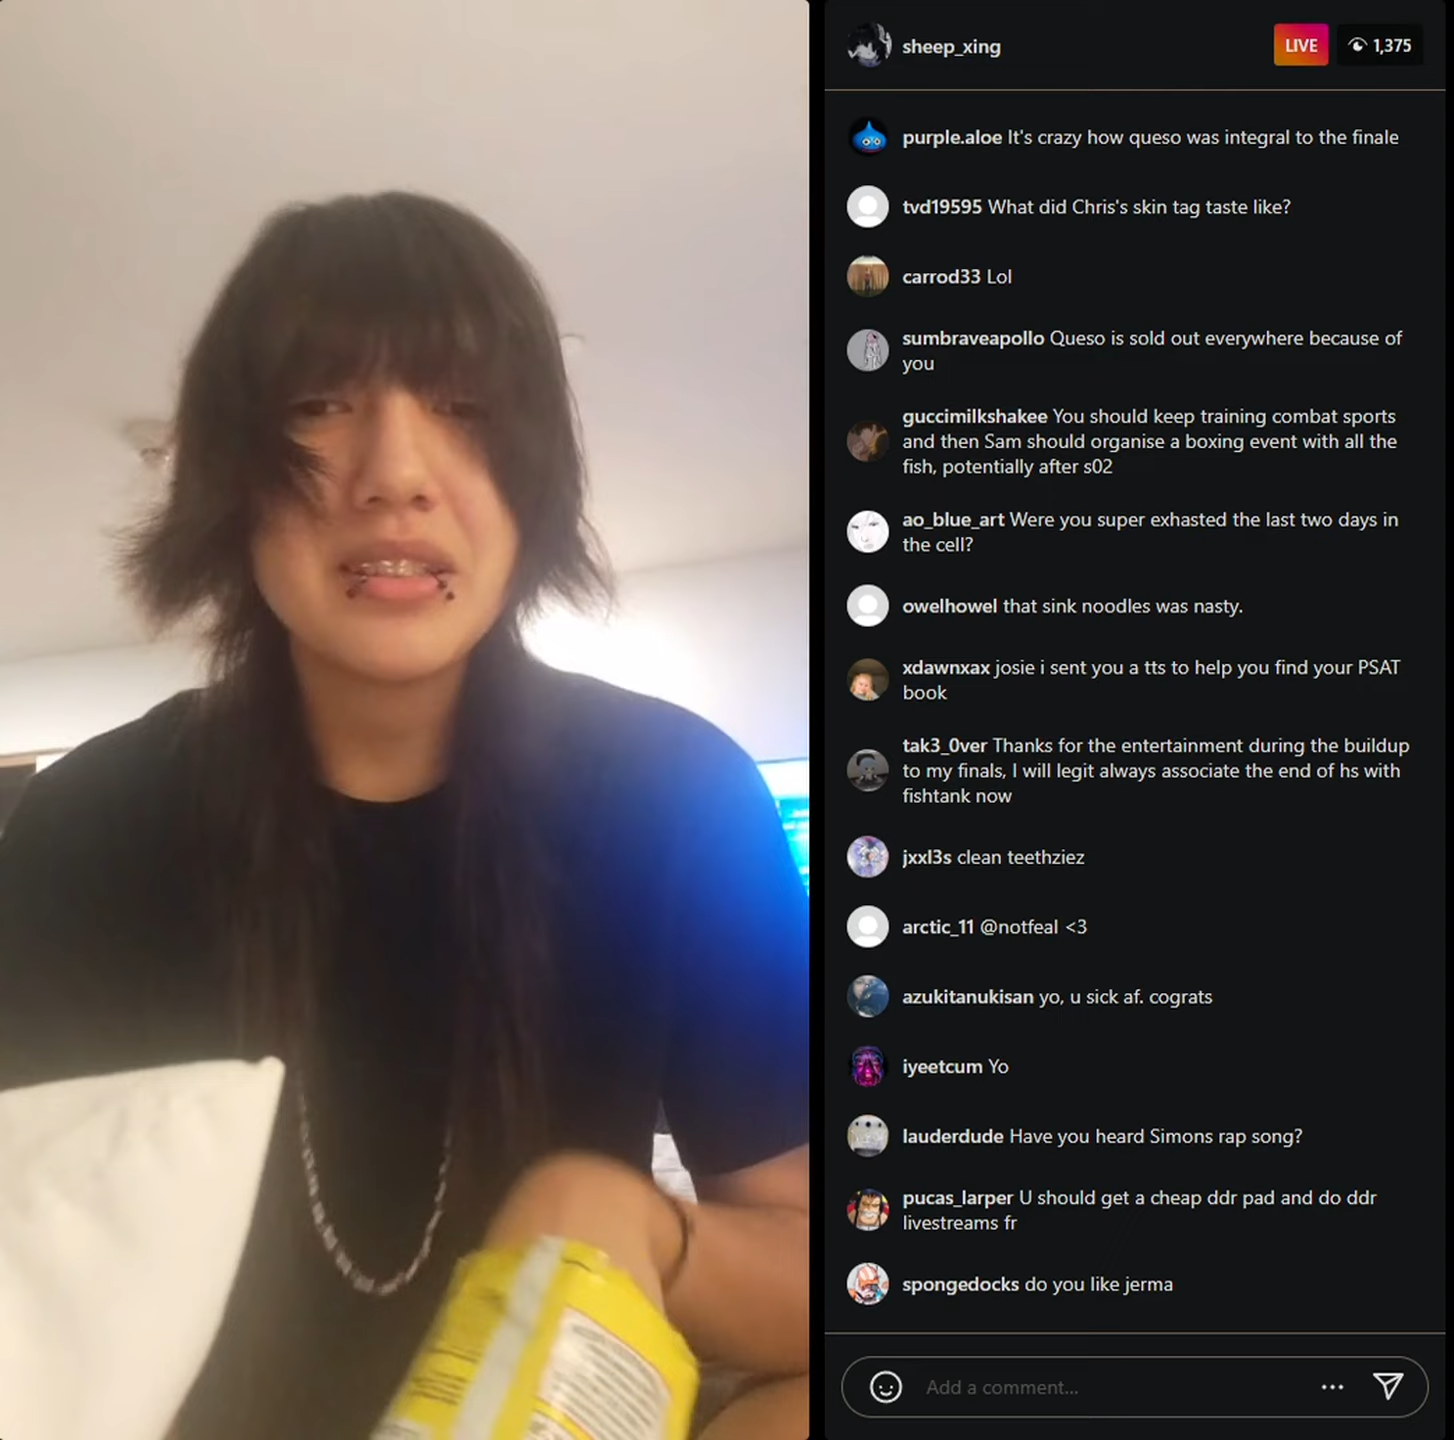 sheep_xing
LIVE
1,375
purple.aloe It's crazy how queso was integral to the finale
tvd19595 What did Chris's skin tag taste like?
carrod33 Lol
sumbraveapollo Queso is sold out everywhere because of
you
guccimilkshakee You should keep training combat sports
and then Sam should organise a boxing event with all the
fish, potentially after s02
ao_blue_art Were you super exhasted the last two days in
the cell?
owelhowel that sink noodles was nasty.
xdawnxax josie i sent you a tts to help you find your PSAT
book
tak3_0ver Thanks for the entertainment during the buildup
to my finals, I will legit always associate the end of hs with
fishtank now
jxxl3s clean teethziez
arctic_11 @notfeal <3
azukitanukisan yo, u sick af. cograts
iyeetcum Yo
lauderdude Have you heard Simons rap song?
pucas_larper U should get a cheap ddr pad and do ddr
livestreams fr
spongedocks do you like jerma
Add a comment...